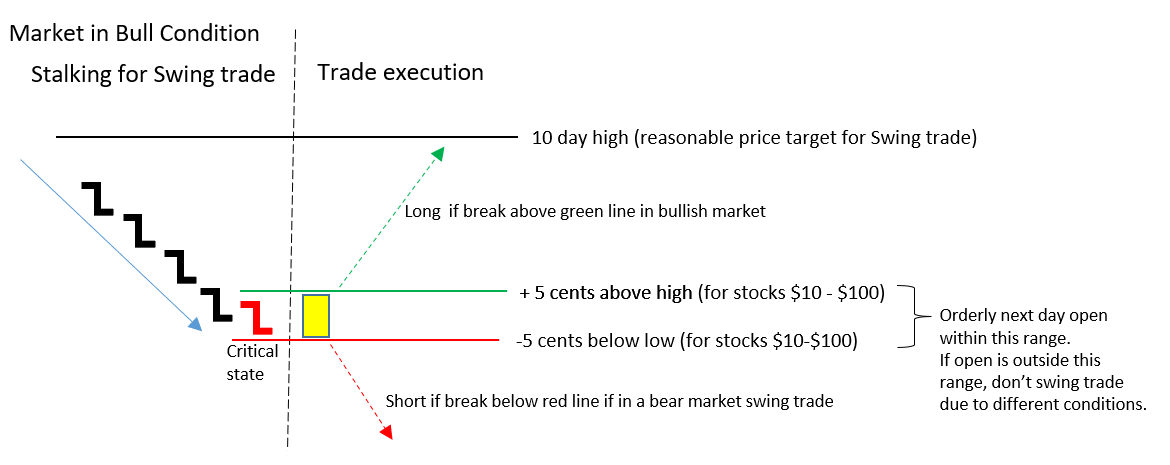 Market in Bull Condition
Stalking for Swing trade
Trade execution
10 day high (reasonable price target for Swing trade)
Long if break above green line in bullish market
+ 5 cents above high (for stocks $10 - $100)
-5 cents below low (for stocks $10-$100)
Orderly next day open
within this range.
If open is outside this
range, don’t swing trade
due to different conditions.
Critical
state
Short if break below red line if in a bear market swing trade